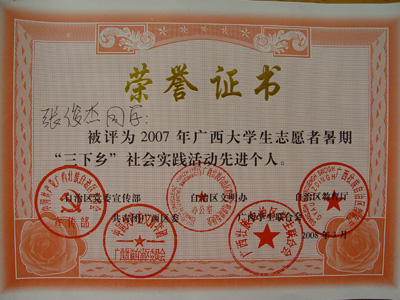 荣誉证书
张俊杰同学:
被评为2007年广西大学生志愿者暑期
“三下乡”社会实践活动先进个人。
自治区党委宣传部 自治区文明办 自治区教育厅
共青团广西区委 广西学生联合会
2008年1月